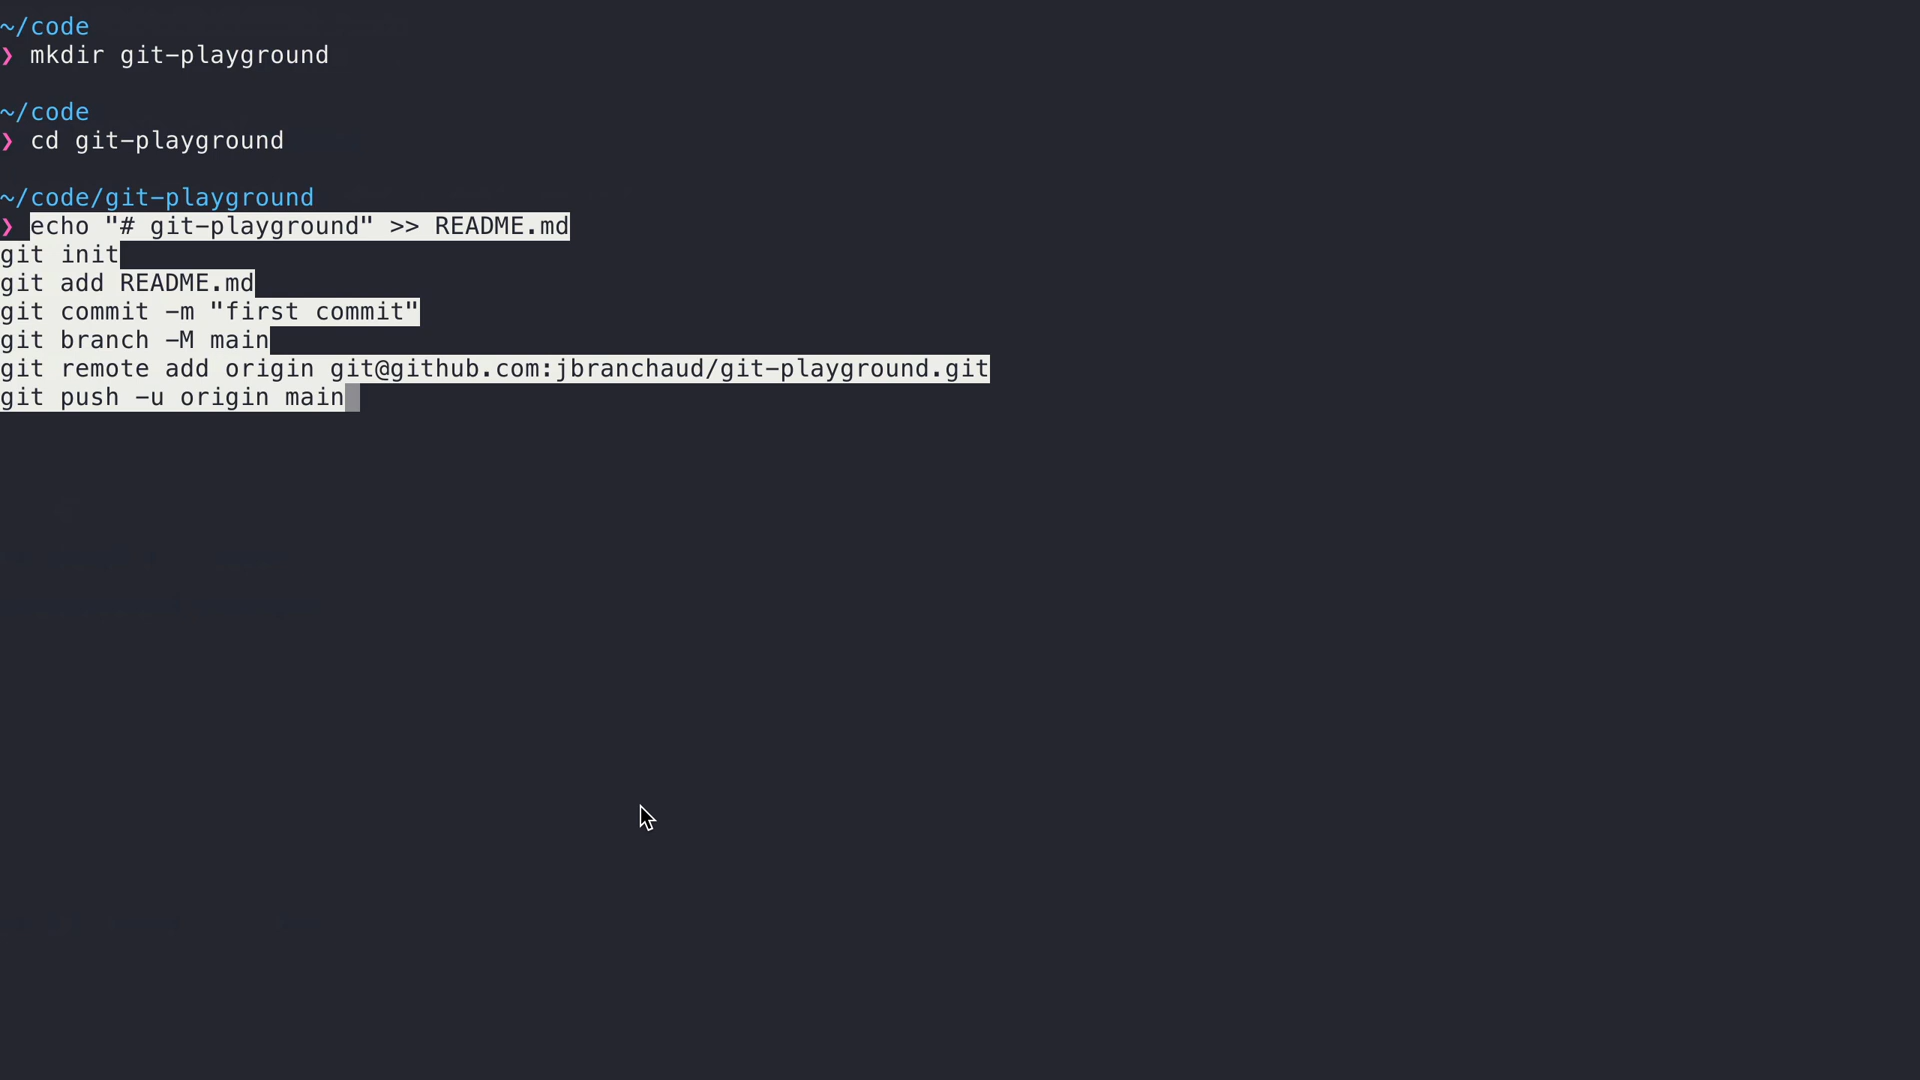 ~/code
❯ mkdir git-playground
~/code
❯ cd git-playground
~/code/git-playground
❯ echo "# git-playground" >> README.md
git init
git add README.md
git commit -m "first commit"
git branch -M main
git remote add origin git@github.com:jbranchaud/git-playground.git
git push -u origin main